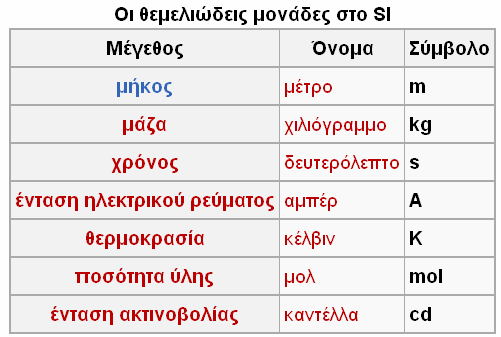 Οι θεμελιώδεις μονάδες στο SI
Μέγεθος Όνομα Σύμβολο
μήκος μέτρο m
μάζα χιλιόγραμμο kg
χρόνος δευτερόλεπτο s
ένταση ηλεκτρικού ρεύματος αμπέρ A
θερμοκρασία κέλβιν K
ποσότητα ύλης μολ mol
ένταση ακτινοβολίας καντέλλα cd